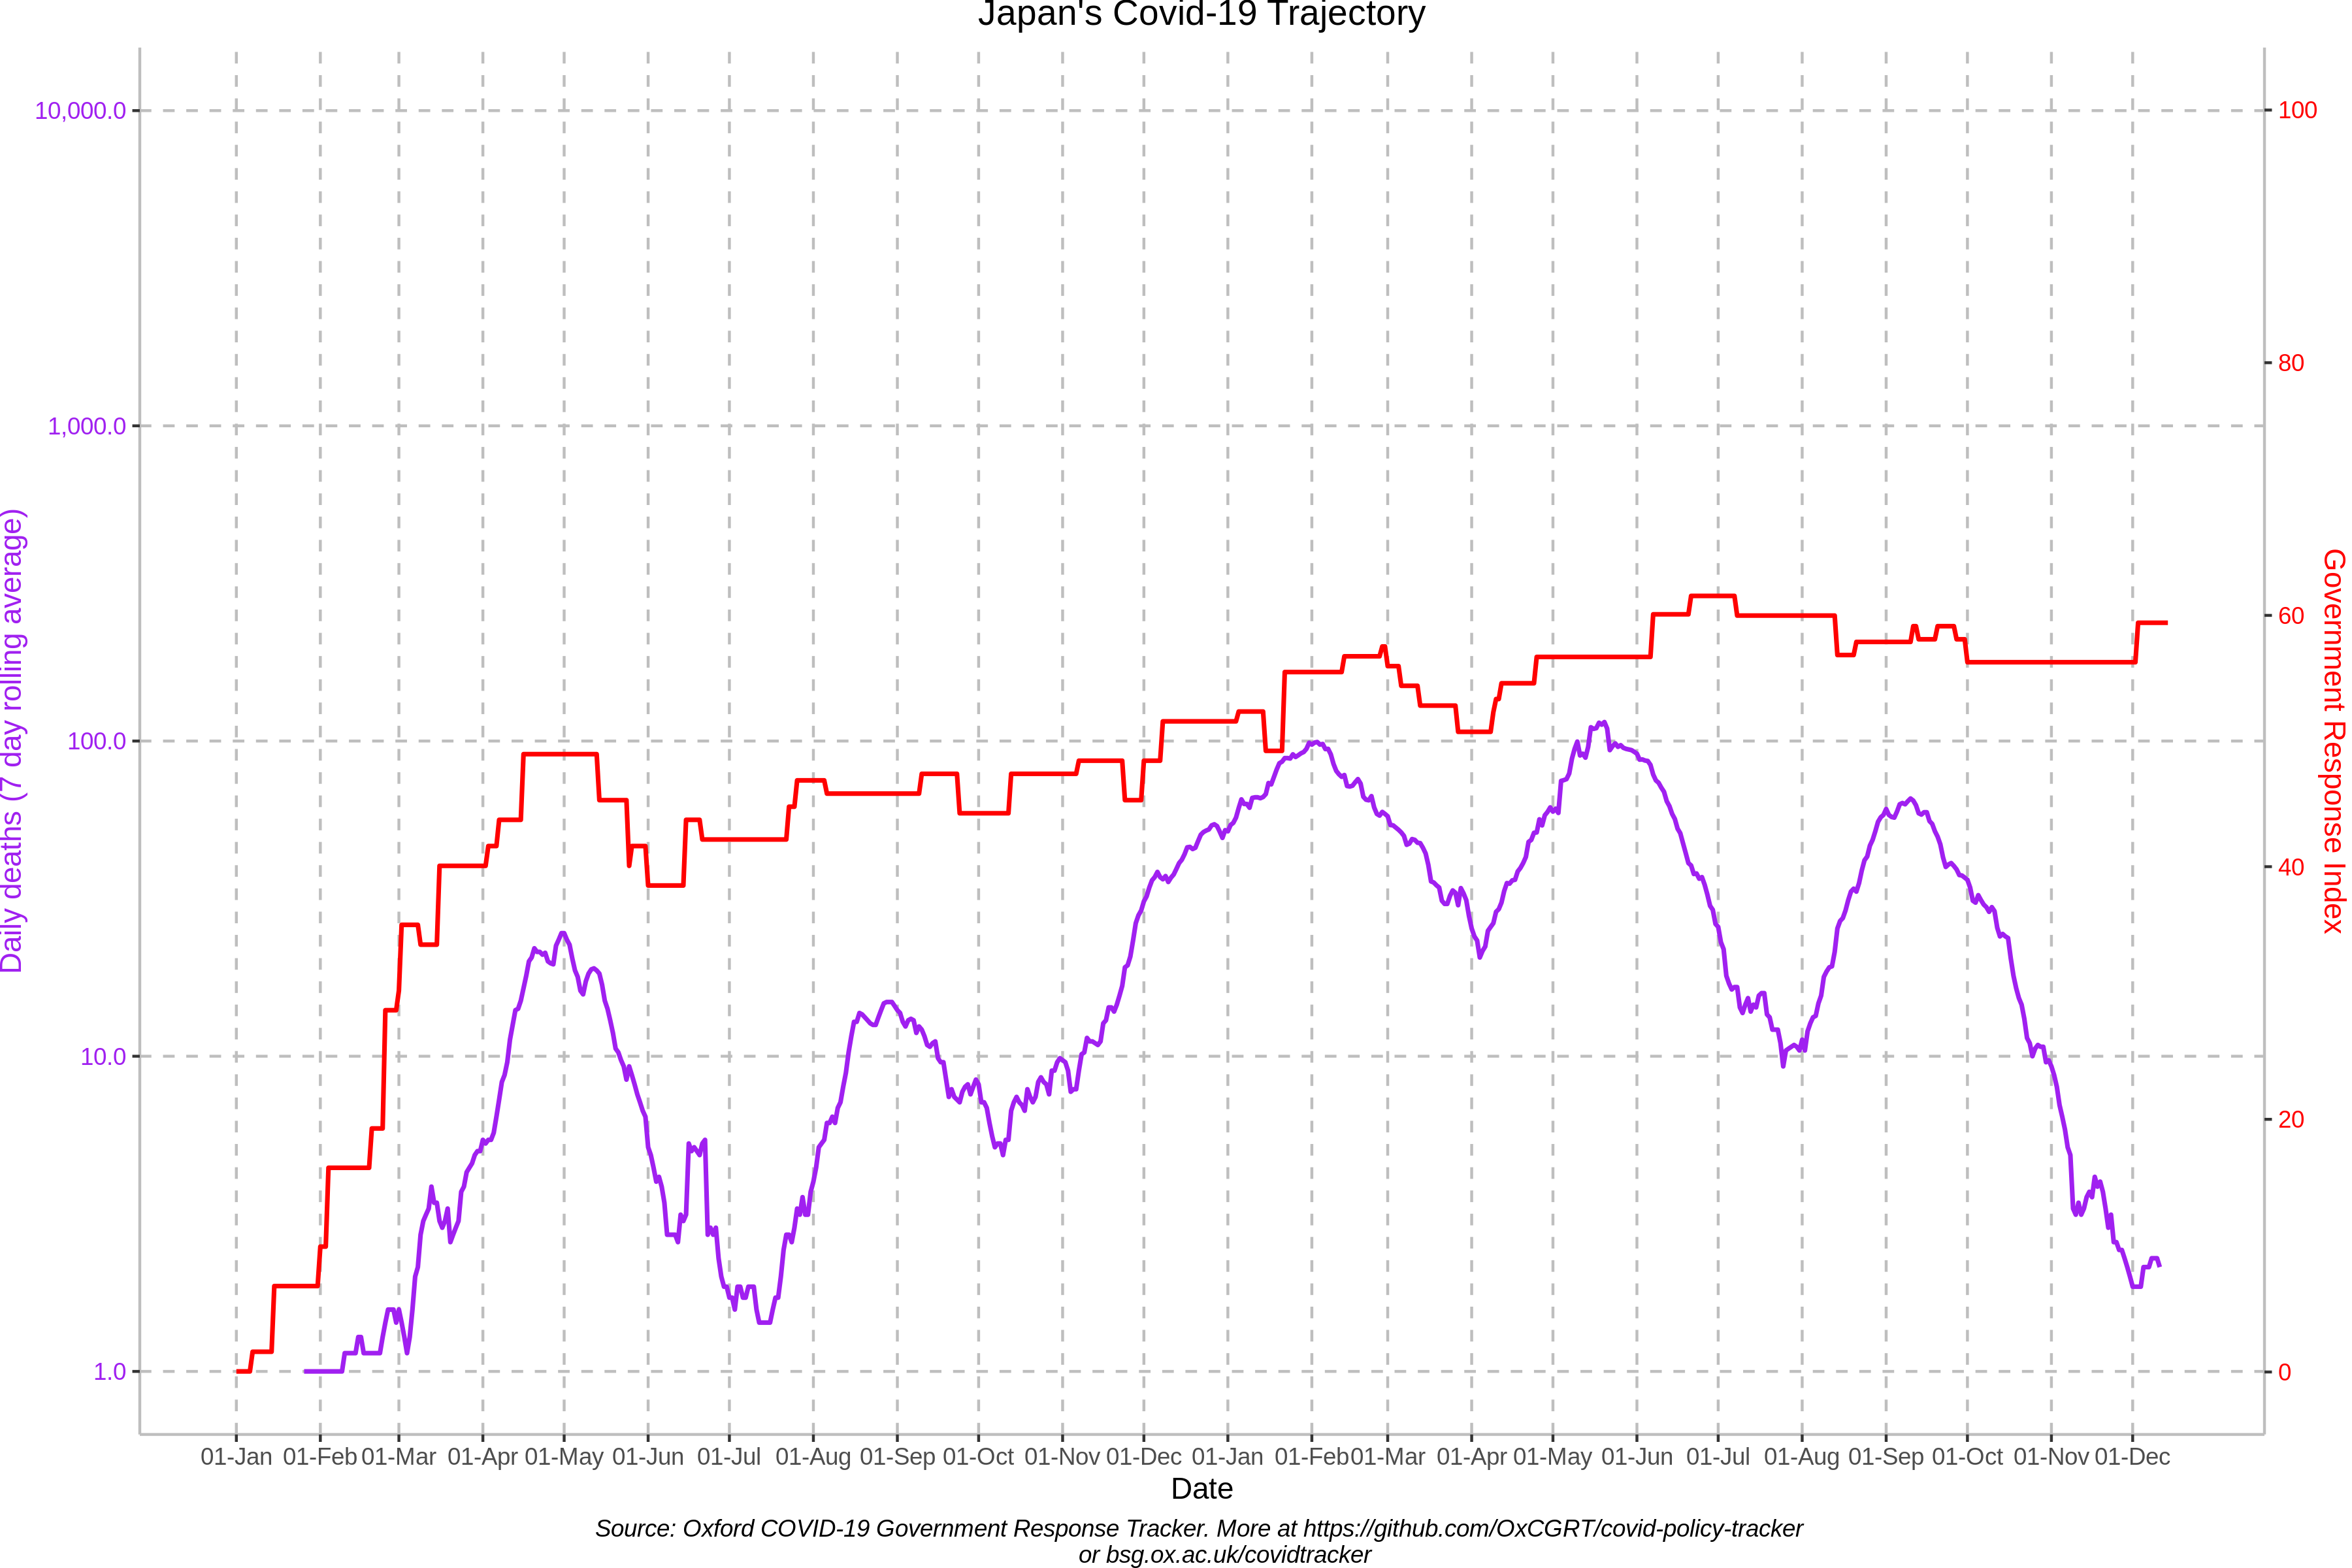 Japan's Covid-19 Trajectory
10,000.0
1,000.0
100.0
10.0
1.0
Daily deaths (7 day rolling average)
100
80
60
40
20
0
Government Response Index
01-Jan 01-Feb 01-Mar 01-Apr 01-May 01-Jun 01-Jul 01-Aug 01-Sep 01-Oct 01-Nov 01-Dec 01-Jan 01-Feb 01-Mar 01-Apr 01-May 01-Jun 01-Jul 01-Aug 01-Sep 01-Oct 01-Nov 01-Dec
Date
Source: Oxford COVID-19 Government Response Tracker. More at https://github.com/OxCGRT/covid-policy-tracker
or bsg.ox.ac.uk/covidtracker